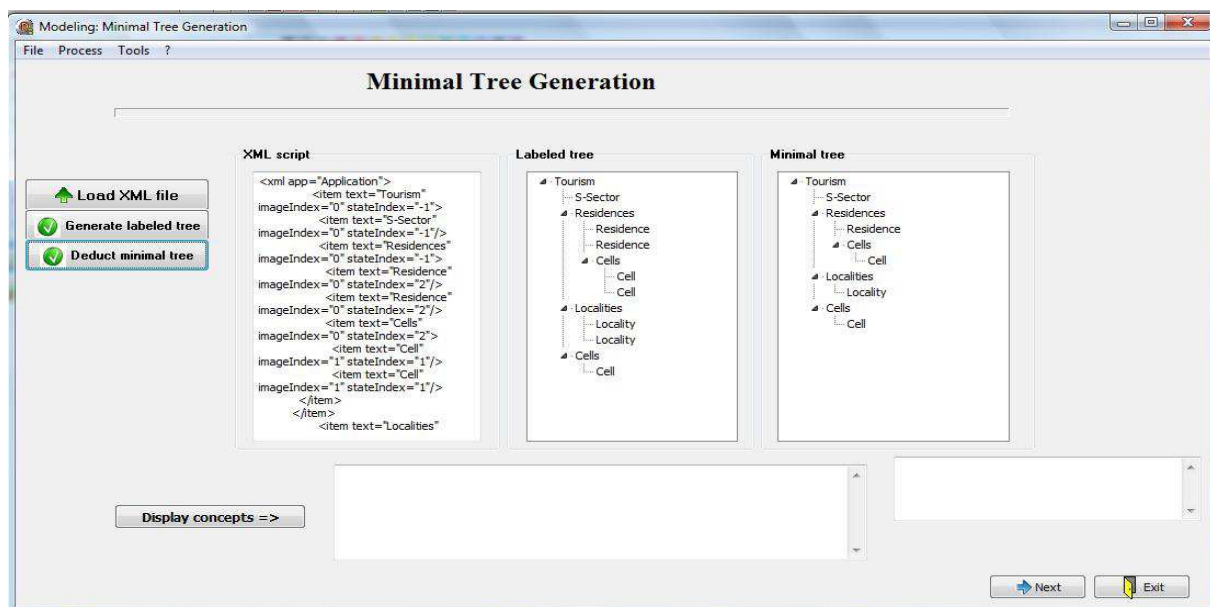 Modeling: Minimal Tree Generation
File Process Tools ?
Minimal Tree Generation
XML script
Labeled tree
Minimal tree
Load XML file
Generate labeled tree
Deduct minimal tree
<xml app="Application">
<item text="Tourism"
imageIndex="0" stateIndex="-1">
<item text="S-Sector"
imageIndex="0" stateIndex="-1"/>
<item text="Residences"
imageIndex="0" stateIndex="-1">
<item text="Residence"
imageIndex="0" stateIndex="2"/>
<item text="Residence"
imageIndex="0" stateIndex="2"/>
<item text="Cells"
imageIndex="0" stateIndex="2">
<item text="Cell"
imageIndex="1" stateIndex="1"/>
<item text="Cell"
imageIndex="1" stateIndex="1"/>
</item>
</item>
<item text="Localities"
Tourism
S-Sector
Residences
Residence
Residence
Cells
Cell
Cell
Localities
Locality
Locality
Cells
Cell
Tourism
S-Sector
Residences
Residence
Cells
Cell
Localities
Locality
Cells
Cell
Display concepts =>
Next
Exit